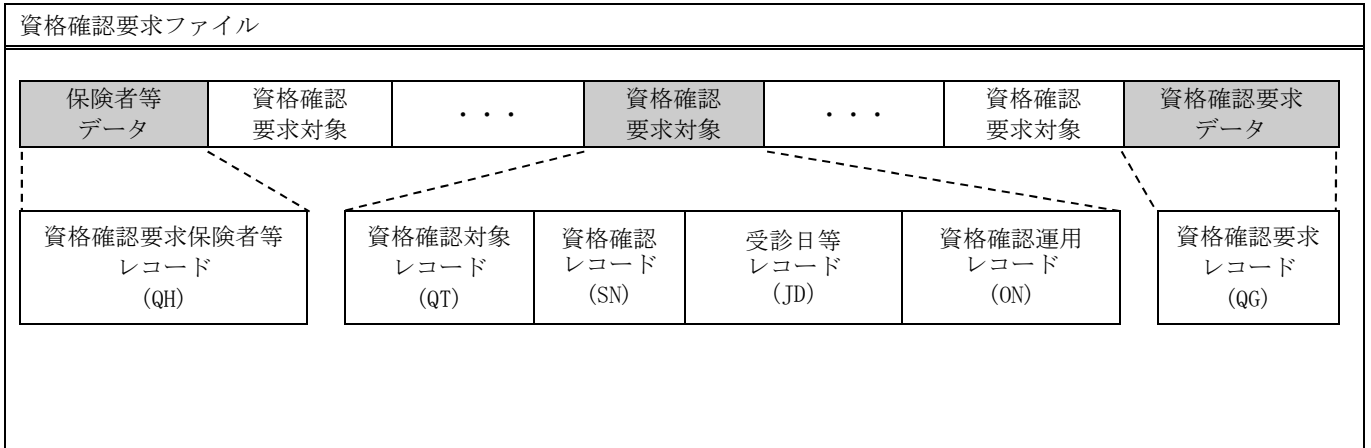 資格確認要求ファイル
保険者等
データ
資格確認
要求対象
・・・
資格確認
要求対象
・・・
資格確認
要求対象
資格確認要求
データ
資格確認要求保険者等
レコード
(QH)
資格確認対象
レコード
(QT)
資格確認
レコード
(SN)
受診日等
レコード
(JD)
資格確認運用
レコード
(ON)
資格確認要求
レコード
(QG)